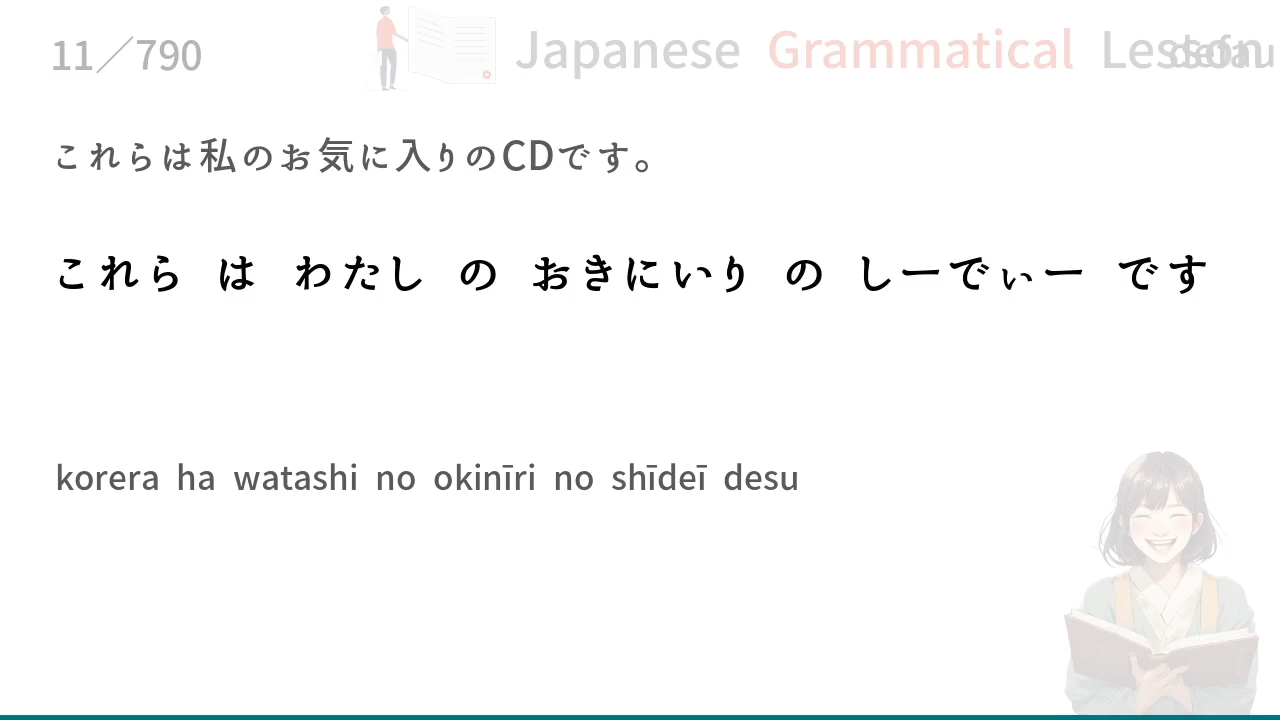 11／790
Japanese Grammatical Lesson
defau
これらは私のお気に入りのCDです。
これら は わたし の おきにいり の しーでぃー です
korera ha watashi no okinīri no shīdeī desu